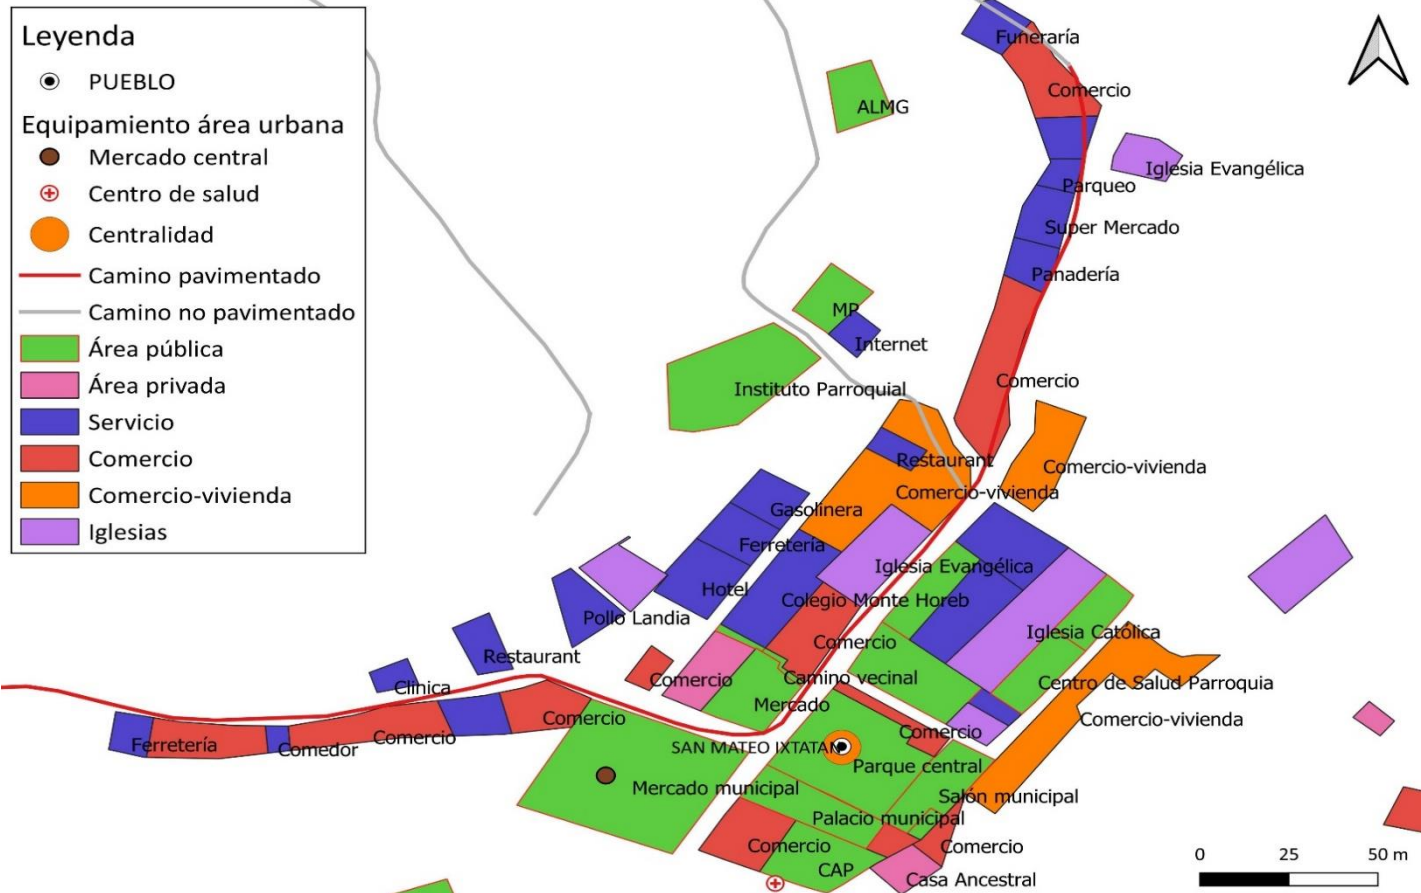 Leyenda
PUEBLO
Equipamiento área urbana
Mercado central
Centro de salud
Centralidad
Camino pavimentado
Camino no pavimentado
Área pública
Área privada
Servicio
Comercio
Comercio-vivienda
Iglesias
Funeraría
Comercio
ALMG
Iglesia Evangélica
Parqueo
Super Mercado
Panadería
MP
Internet
Instituto Parroquial
Comercio
Restaurant
Comercio-vivienda
Comercio-vivienda
Gasolinera
Ferreteria
Iglesia Evangélica
Hotel
Colegio Monte Horeb
Pollo Landia
Iglesia Católica
Comercio
Restaurant
Camino vecinal
Comercio
Clínica
Centro de Salud Parroquia
Mercado
Comercio-vivienda
Comercio
Comercio
Ferretería
Comedor
Comercio
SAN MATEO IXTATAN
Parque central
Mercado municipal
Salón municipal
Palacio municipal
Comercio
Comercio
CAP
Casa Ancestral
0 25 50 m